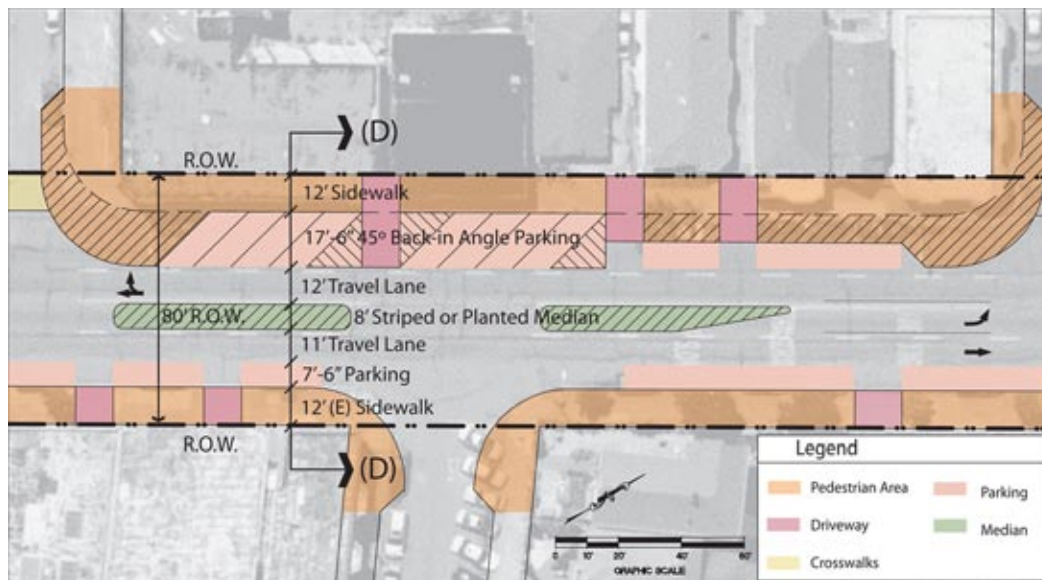 (D)
R.O.W.
12' Sidewalk
17'-6" 45º Back-in Angle Parking
12' Travel Lane
80' R.O.W.
8' Striped or Planted Median
11' Travel Lane
7'-6" Parking
12' (E) Sidewalk
R.O.W.
(D)
Legend
Pedestrian Area
Parking
Driveway
Median
Crosswalks
0 10' 20' 40' 60'
GRAPHIC SCALE